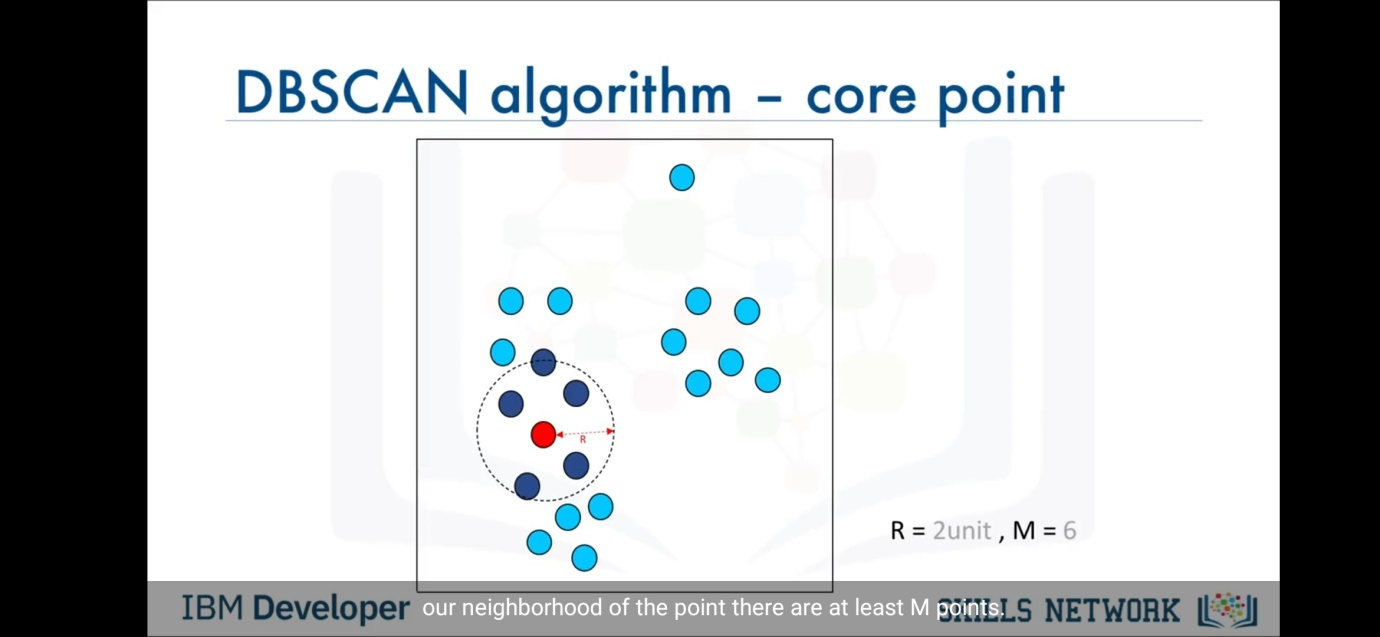 DBSCAN algorithm – core point
R
R = 2unit , M = 6
IBM Developer
our neighborhood of the point there are at least M points.
SKILLS NETWORK